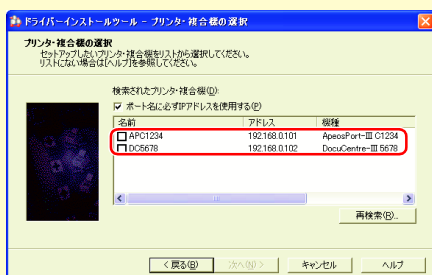 ドライバーインストールツール - プリンタ・複合機の選択
プリンタ・複合機の選択
セットアップしたいプリンタ・複合機をリストから選択してください。
リストにない場合は[ヘルプ]を参照してください。
検索されたプリンタ・複合機(D):
ポート名に必ずIPアドレスを使用する(P)
名前 アドレス 機種
APC1234 192.168.0.101 ApeosPort-III C1234
DC5678 192.168.0.102 DocuCentre-III 5678
再検索(R)...
< 戻る(B) 次へ(N) > キャンセル ヘルプ